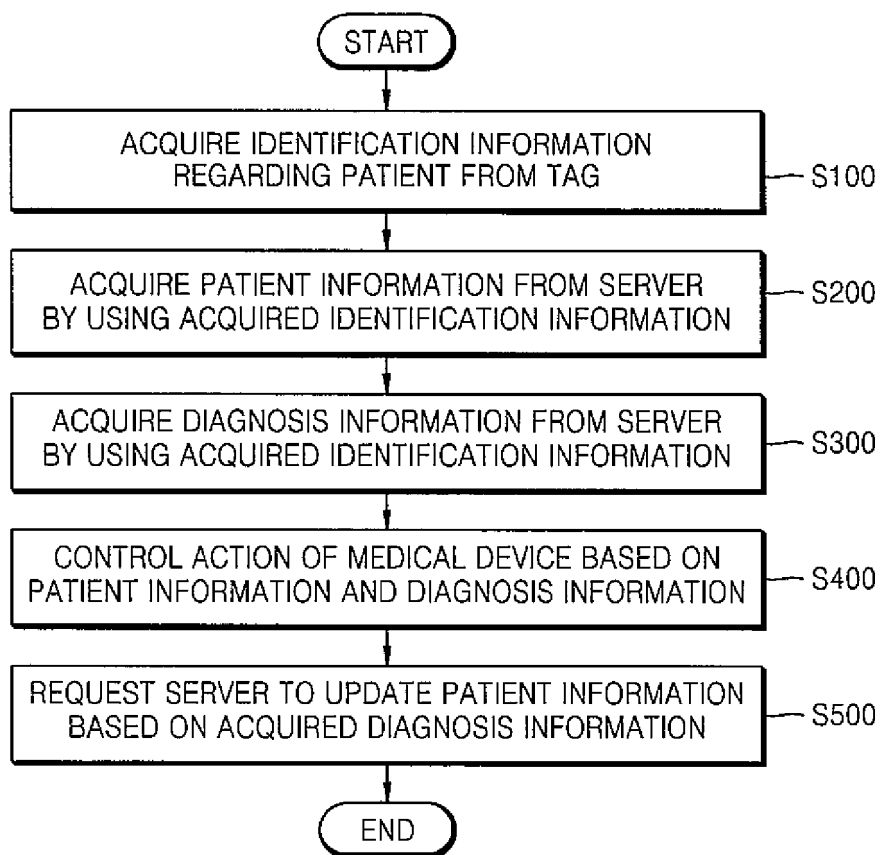 START
ACQUIRE IDENTIFICATION INFORMATION
REGARDING PATIENT FROM TAG
S100
ACQUIRE PATIENT INFORMATION FROM SERVER
BY USING ACQUIRED IDENTIFICATION INFORMATION
S200
ACQUIRE DIAGNOSIS INFORMATION FROM SERVER
BY USING ACQUIRED IDENTIFICATION INFORMATION
S300
CONTROL ACTION OF MEDICAL DEVICE BASED ON
PATIENT INFORMATION AND DIAGNOSIS INFORMATION
S400
REQUEST SERVER TO UPDATE PATIENT INFORMATION
BASED ON ACQUIRED DIAGNOSIS INFORMATION
S500
END